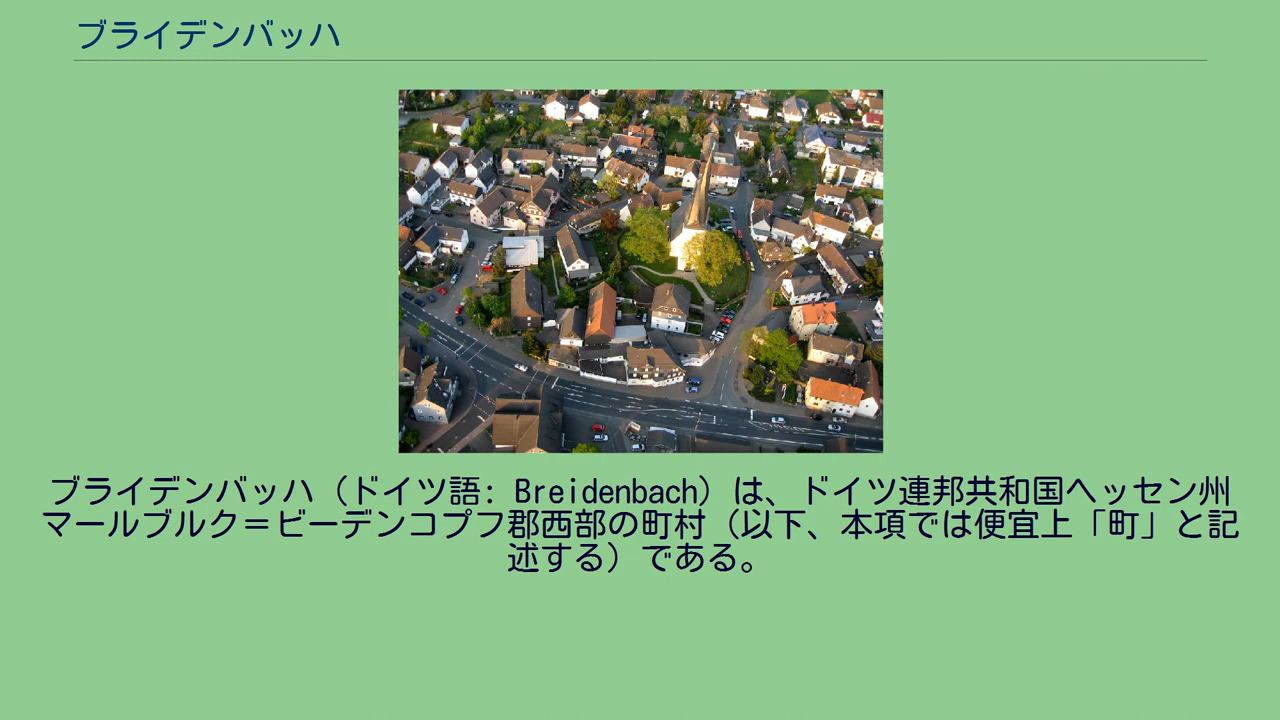 ブライデンバッハ
ブライデンバッハ（ドイツ語: Breidenbach）は、ドイツ連邦共和国ヘッセン州
マールブルク＝ビーデンコプフ郡西部の町村（以下、本項では便宜上「町」と記
述する）である。